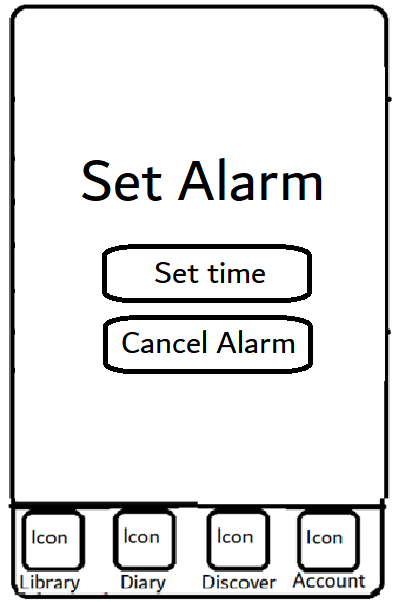 Set Alarm
Set time
Cancel Alarm
Icon Icon Icon Icon
Library Diary Discover Account